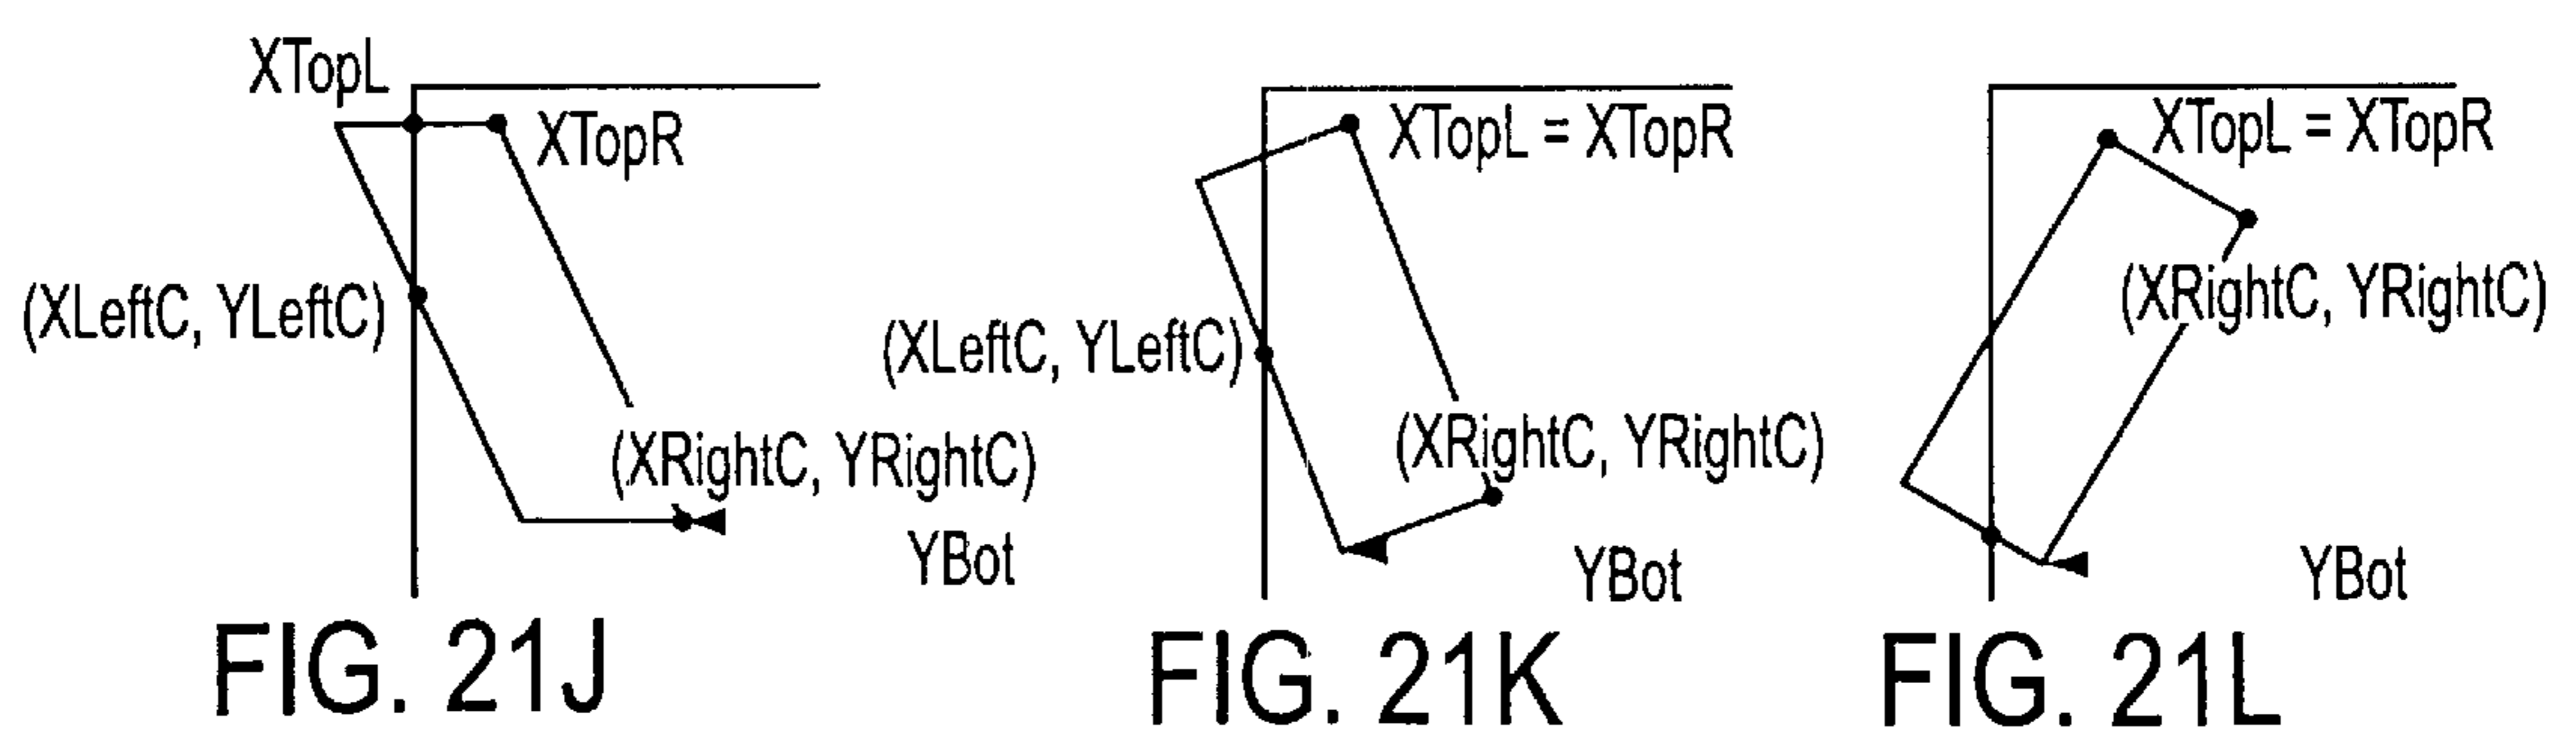 XTopL
XTopR
(XLeftC, YLeftC)
(XRightC, YRightC)
YBot
FIG. 21J
XTopL = XTopR
(XLeftC, YLeftC)
(XRightC, YRightC)
YBot
FIG. 21K
XTopL = XTopR
(XRightC, YRightC)
YBot
FIG. 21L